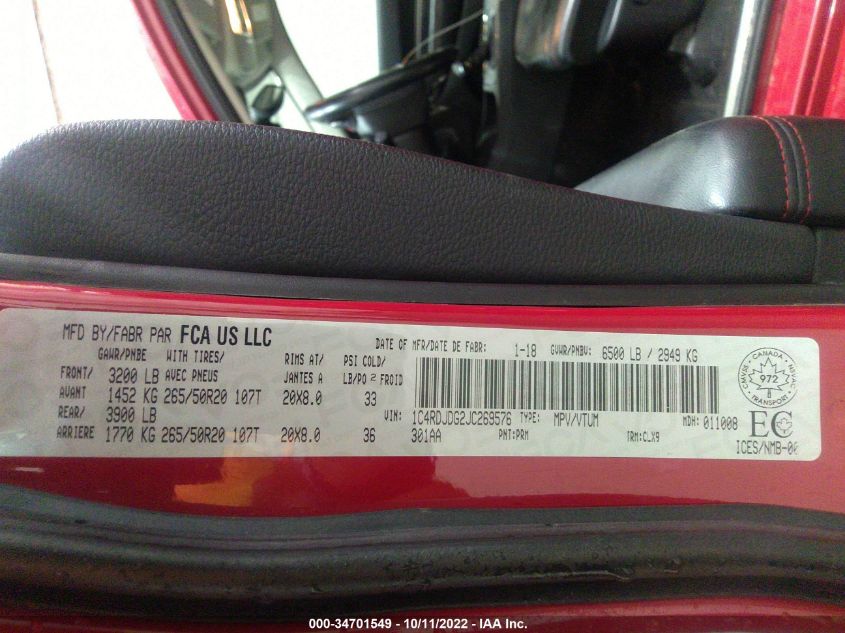 MFD BY/FABR PAR FCA US LLC
DATE OF MFR/DATE DE FABR: 1-18 GVWR/PNBV: 6500 LB / 2949 KG
GAWR/PNBE WITH TIRES/ RIMS AT/ PSI COLD/
FRONT/ 3200 LB AVEC PNEUS JANTES A LB/PO² FROID
AVANT 1452 KG 265/50R20 107T 20X8.0 33
REAR/ 3900 LB
VIN: 1C4RDJDG2JC269576 TYPE: MPV/VTUM MDH: 011008
ARRIERE 1770 KG 265/50R20 107T 20X8.0 36 301AA PNT:PRM TRM:CLX9
CANADA
CMVSS NSVAC
972
TRANSPORT
EC
ICES/NMB-00
000-34701549 - 10/11/2022 - IAA Inc.